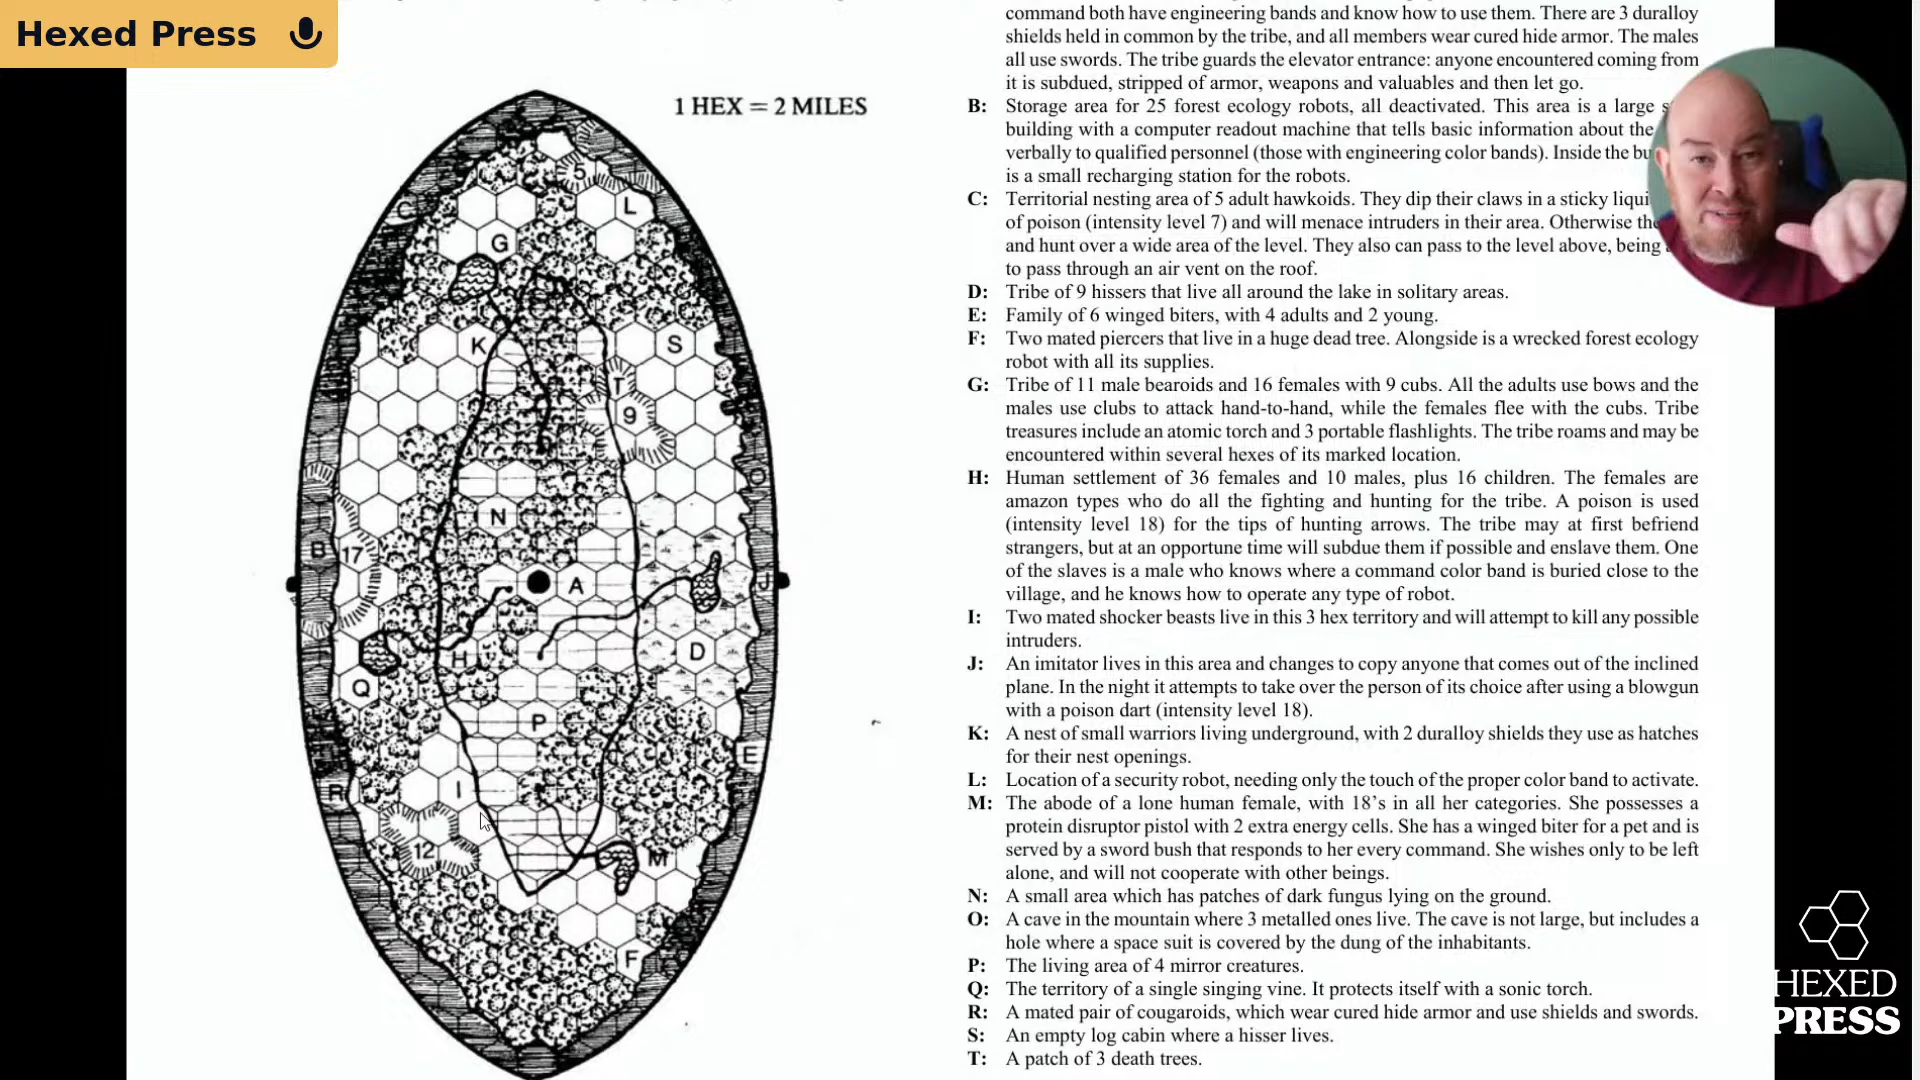 Hexed Press
1 HEX = 2 MILES
5
C
L
G
K
S
T
9
O
N
B
17
A
J
H
D
Q
P
E
R
I
12
M
F
command both have engineering bands and know how to use them. There are 3 duralloy
shields held in common by the tribe, and all members wear cured hide armor. The males
all use swords. The tribe guards the elevator entrance: anyone encountered coming from
it is subdued, stripped of armor, weapons and valuables and then let go.
B: Storage area for 25 forest ecology robots, all deactivated. This area is a large
building with a computer readout machine that tells basic information about the
verbally to qualified personnel (those with engineering color bands). Inside the
is a small recharging station for the robots.
C: Territorial nesting area of 5 adult hawkoids. They dip their claws in a sticky
of poison (intensity level 7) and will menace intruders in their area. Otherwise
and hunt over a wide area of the level. They also can pass to the level above, being
to pass through an air vent on the roof.
D: Tribe of 9 hissers that live all around the lake in solitary areas.
E: Family of 6 winged biters, with 4 adults and 2 young.
F: Two mated piercers that live in a huge dead tree. Alongside is a wrecked forest ecology
robot with all its supplies.
G: Tribe of 11 male bearoids and 16 females with 9 cubs. All the adults use bows and the
males use clubs to attack hand-to-hand, while the females flee with the cubs. Tribe
treasures include an atomic torch and 3 portable flashlights. The tribe roams and may be
encountered within several hexes of its marked location.
H: Human settlement of 36 females and 10 males, plus 16 children. The females are
amazon types who do all the fighting and hunting for the tribe. A poison is used
(intensity level 18) for the tips of hunting arrows. The tribe may at first befriend
strangers, but at an opportune time will subdue them if possible and enslave them. One
of the slaves is a male who knows where a command color band is buried close to the
village, and he knows how to operate any type of robot.
I: Two mated shocker beasts live in this 3 hex territory and will attempt to kill any possible
intruders.
J: An imitator lives in this area and changes to copy anyone that comes out of the inclined
plane. In the night it attempts to take over the person of its choice after using a blowgun
with a poison dart (intensity level 18).
K: A nest of small warriors living underground, with 2 duralloy shields they use as hatches
for their nest openings.
L: Location of a security robot, needing only the touch of the proper color band to activate.
M: The abode of a lone human female, with 18's in all her categories. She possesses a
protein disruptor pistol with 2 extra energy cells. She has a winged biter for a pet and is
served by a sword bush that responds to her every command. She wishes only to be left
alone, and will not cooperate with other beings.
N: A small area which has patches of dark fungus lying on the ground.
O: A cave in the mountain where 3 metalled ones live. The cave is not large, but includes a
hole where a space suit is covered by the dung of the inhabitants.
P: The living area of 4 mirror creatures.
Q: The territory of a single singing vine. It protects itself with a sonic torch.
R: A mated pair of cougaroids, which wear cured hide armor and use shields and swords.
S: An empty log cabin where a hisser lives.
T: A patch of 3 death trees.
HEXED
PRESS